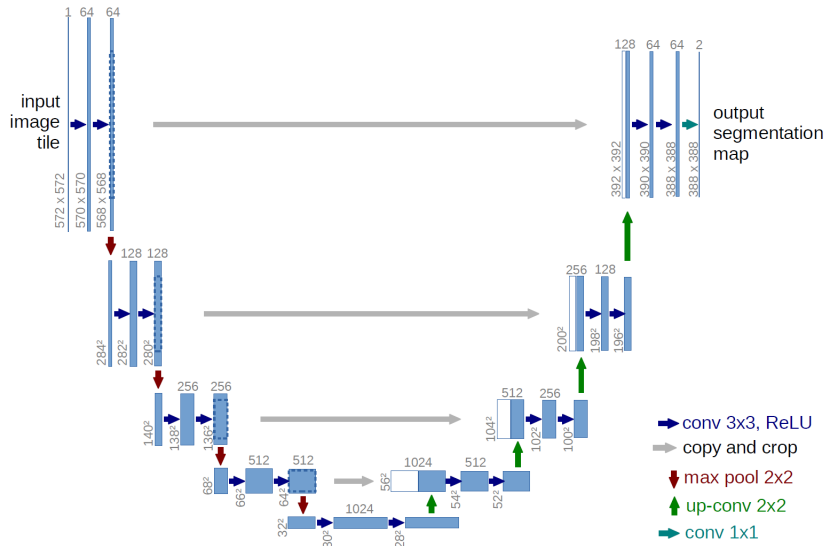 1 64 64
128 64 64 2
input
image
tile
output
segmentation
map
572 x 572
570 x 570
568 x 568
392 x 392
390 x 390
388 x 388
388 x 388
128 128
256 128
284²
282²
280²
200²
198²
196²
256 256
512 256
140²
138²
136²
104²
102²
100²
512 512
1024 512
68²
66²
64²
56²
54²
52²
1024
32²
30²
28²
conv 3x3, ReLU
copy and crop
max pool 2x2
up-conv 2x2
conv 1x1